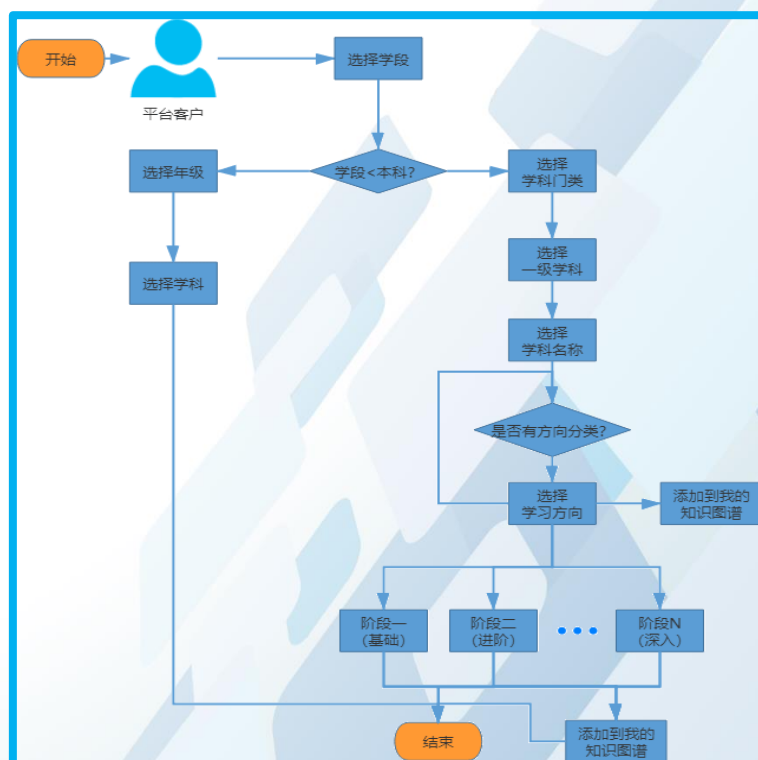 开始
平台客户
选择学段
学段<本科?
选择年级
选择
学科门类
选择
一级学科
选择学科
选择
学科名称
是否有方向分类?
选择
学习方向
添加到我的
知识图谱
阶段一
(基础)
阶段二
(进阶)
阶段N
(深入)
结束
添加到我的
知识图谱